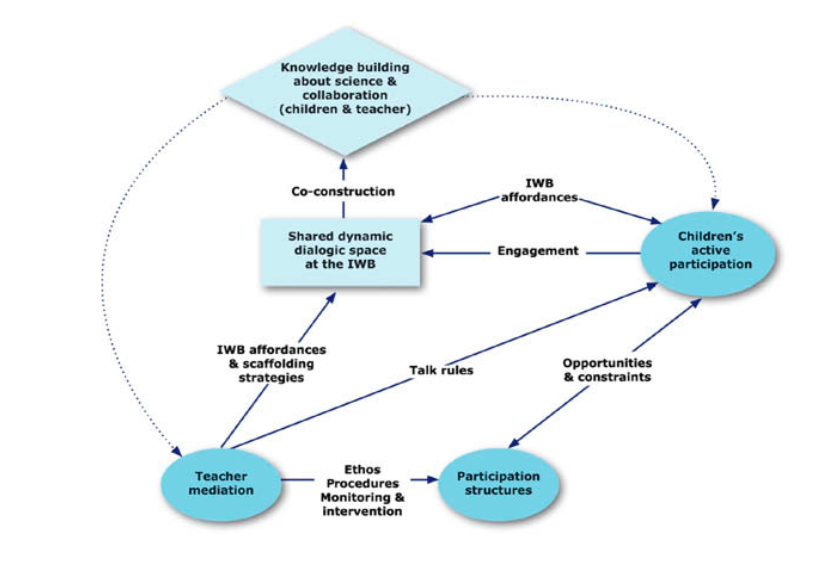 Knowledge building
about science &
collaboration
(children & teacher)
Co-construction
IWB
affordances
Shared dynamic
dialogic space
at the IWB
Engagement
Children's
active
participation
IWB affordances
& scaffolding
strategies
Talk rules
Opportunities
& constraints
Teacher
mediation
Ethos
Procedures
Monitoring &
intervention
Participation
structures